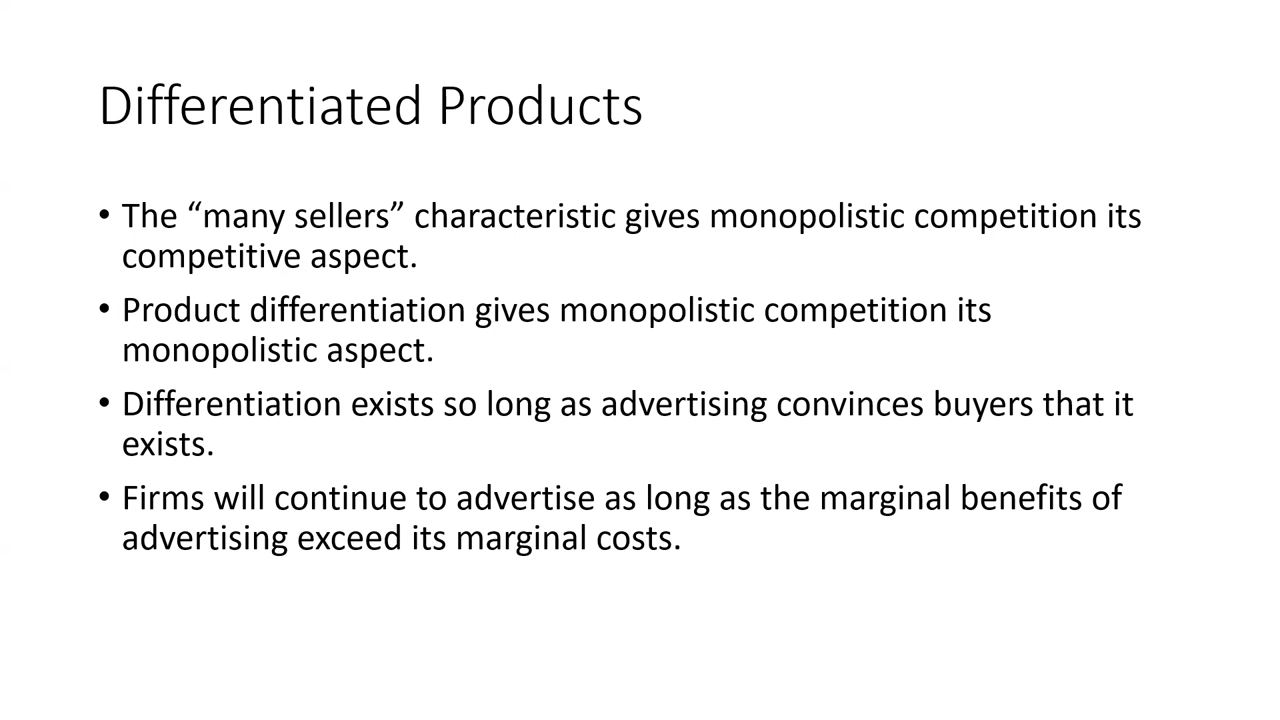 Differentiated Products
• The “many sellers” characteristic gives monopolistic competition its
competitive aspect.
• Product differentiation gives monopolistic competition its
monopolistic aspect.
• Differentiation exists so long as advertising convinces buyers that it
exists.
• Firms will continue to advertise as long as the marginal benefits of
advertising exceed its marginal costs.